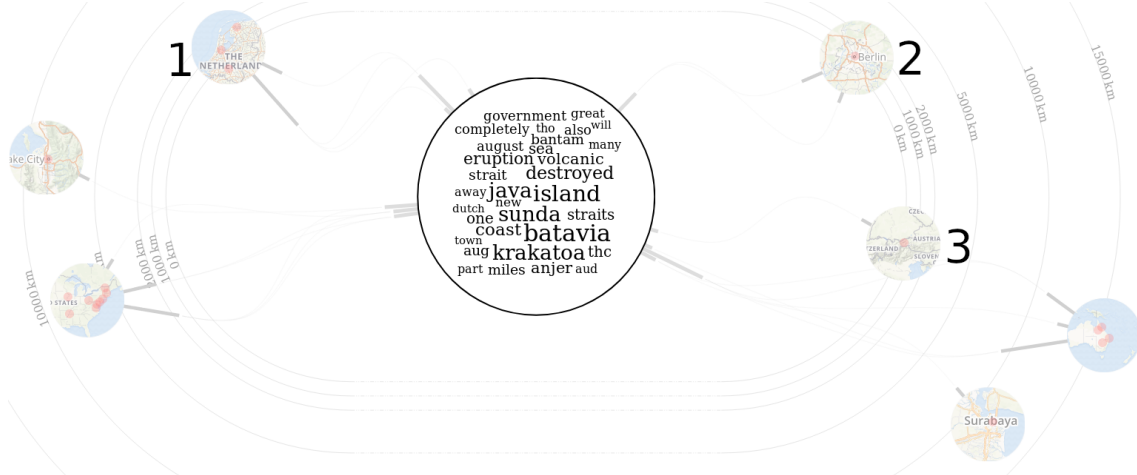 1
THE
NETHERLAND
2
Berlin
15000 km
10000 km
5000 km
2000 km
1000 km
0 km
government great
completely tho also will
bantam
august sea many
eruption volcanic
strait destroyed
away java island
new
dutch one sunda straits
coast batavia
town
aug krakatoa thc
part miles anjer aud
ake City
CZE
AUSTRIA
ZERLAND
SLOVEN
3
0 km
1000 km
2000 km
m
10000 km
D STATES
Surabaya